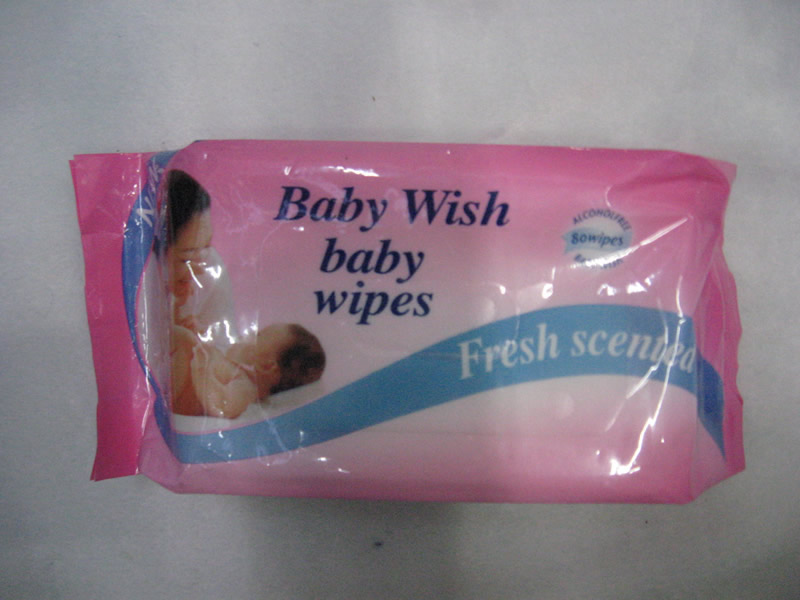 Baby Wish
baby
wipes
ALCOHOLFREE
80wipes
Fresh scented